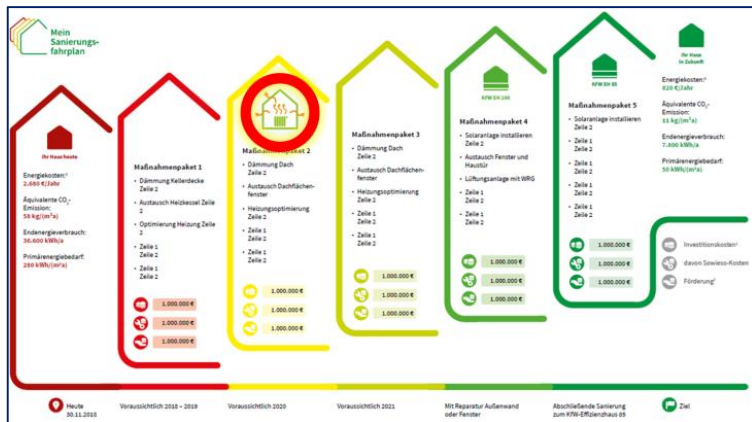 Mein
Sanierungs-
fahrplan
Ihr Haus heute
Energiekosten:²
2.680 €/Jahr
Äquivalente CO₂-
Emission:
58 kg/(m²a)
Endenergieverbrauch:
36.600 kWh/a
Primärenergiebedarf:
260 kWh/(m²a)
Maßnahmenpaket 1
• Dämmung Kellerdecke
Zeile 2
• Austausch Heizkessel Zeile
2
• Optimierung Heizung Zeile
2
• Zeile 1
Zeile 2
• Zeile 1
Zeile 2
1.000.000 €
1.000.000 €
1.000.000 €
Maßnahmenpaket 2
• Dämmung Dach
Zeile 2
• Austausch Dachflächen-
fenster
• Heizungsoptimierung
Zeile 2
• Zeile 1
Zeile 2
• Zeile 1
Zeile 2
1.000.000 €
1.000.000 €
1.000.000 €
Maßnahmenpaket 3
• Dämmung Dach
Zeile 2
• Austausch Dachflächen-
fenster
• Heizungsoptimierung
Zeile 2
• Zeile 1
Zeile 2
• Zeile 1
Zeile 2
1.000.000 €
1.000.000 €
1.000.000 €
KfW EH 100
Maßnahmenpaket 4
• Solaranlage installieren
Zeile 2
• Austausch Fenster und
Haustür
• Lüftungsanlage mit WRG
• Zeile 1
Zeile 2
• Zeile 1
Zeile 2
1.000.000 €
1.000.000 €
1.000.000 €
KfW EH 85
Maßnahmenpaket 5
• Solaranlage installieren
Zeile 2
• Zeile 1
Zeile 2
• Zeile 1
Zeile 2
• Zeile 1
Zeile 2
• Zeile 1
Zeile 2
1.000.000 €
1.000.000 €
1.000.000 €
Ihr Haus
in Zukunft
Energiekosten:
820 €/Jahr
Äquivalente CO₂-
Emission:
11 kg/(m²a)
Endenergieverbrauch:
7.800 kWh/a
Primärenergiebedarf:
50 kWh/(m²a)
Investitionskosten
davon Sowieso-Kosten
Förderung
Heute
30.11.2018
Voraussichtlich 2018 – 2019
Voraussichtlich 2020
Voraussichtlich 2021
Mit Reparatur Außenwand
oder Fenster
Abschließende Sanierung
zum KfW-Effizienzhaus 85
Ziel